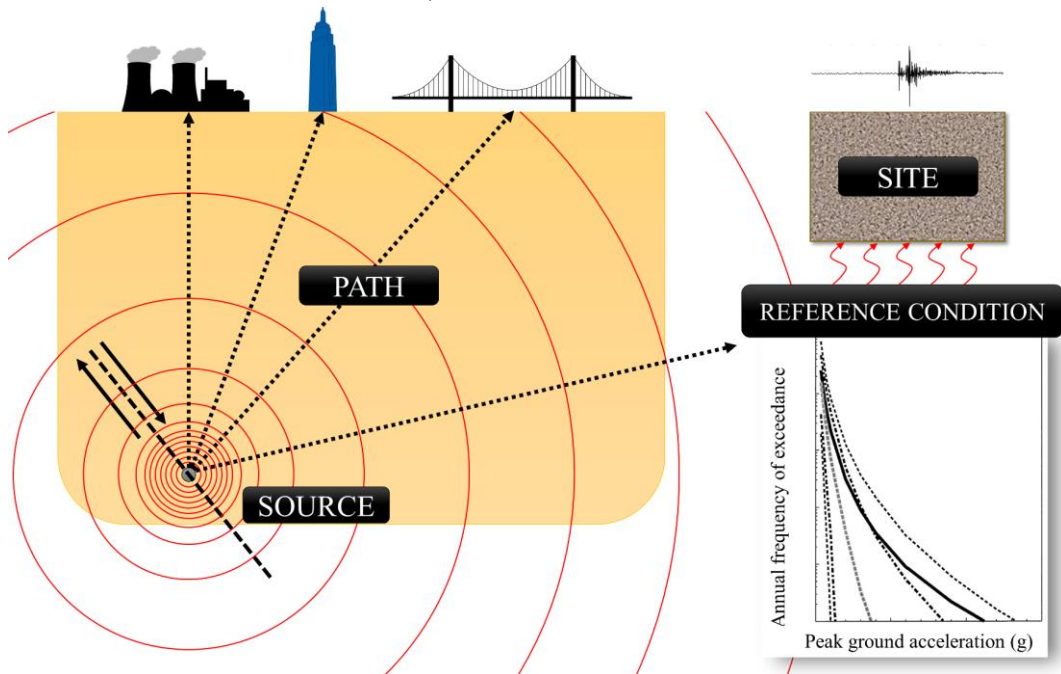 SITE
PATH
REFERENCE CONDITION
SOURCE
Annual frequency of exceedance
Peak ground acceleration (g)